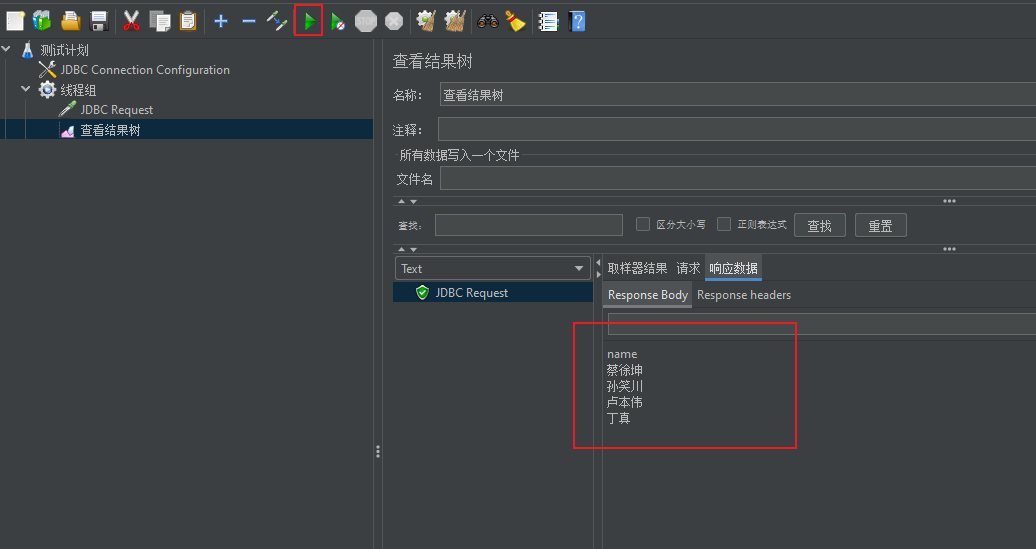 测试计划
JDBC Connection Configuration
线程组
JDBC Request
查看结果树
查看结果树
名称： 查看结果树
注释：
所有数据写入一个文件
文件名
查找： 区分大小写 正则表达式 查找 重置
Text
JDBC Request
取样器结果 请求 响应数据
Response Body Response headers
name
蔡徐坤
孙笑川
卢本伟
丁真